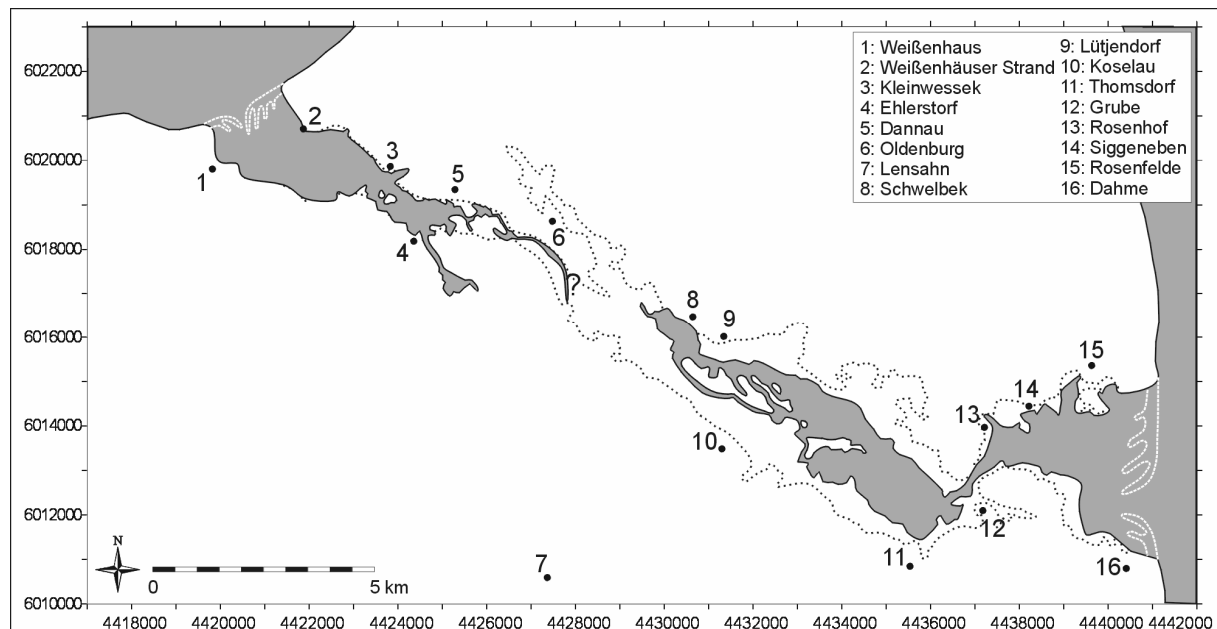 6022000
6020000
6018000
6016000
6014000
6012000
6010000
1: Weißenhaus
2: Weißenhäuser Strand
3: Kleinwessek
4: Ehlerstorf
5: Dannau
6: Oldenburg
7: Lensahn
8: Schwelbek
9: Lütjendorf
10: Koselau
11: Thomsdorf
12: Grube
13: Rosenhof
14: Siggeneben
15: Rosenfelde
16: Dahme
2
3
1
5
6
4
?
8
9
15
14
13
10
12
7
11
16
N
0 5 km
4418000 4420000 4422000 4424000 4426000 4428000 4430000 4432000 4434000 4436000 4438000 4440000 4442000